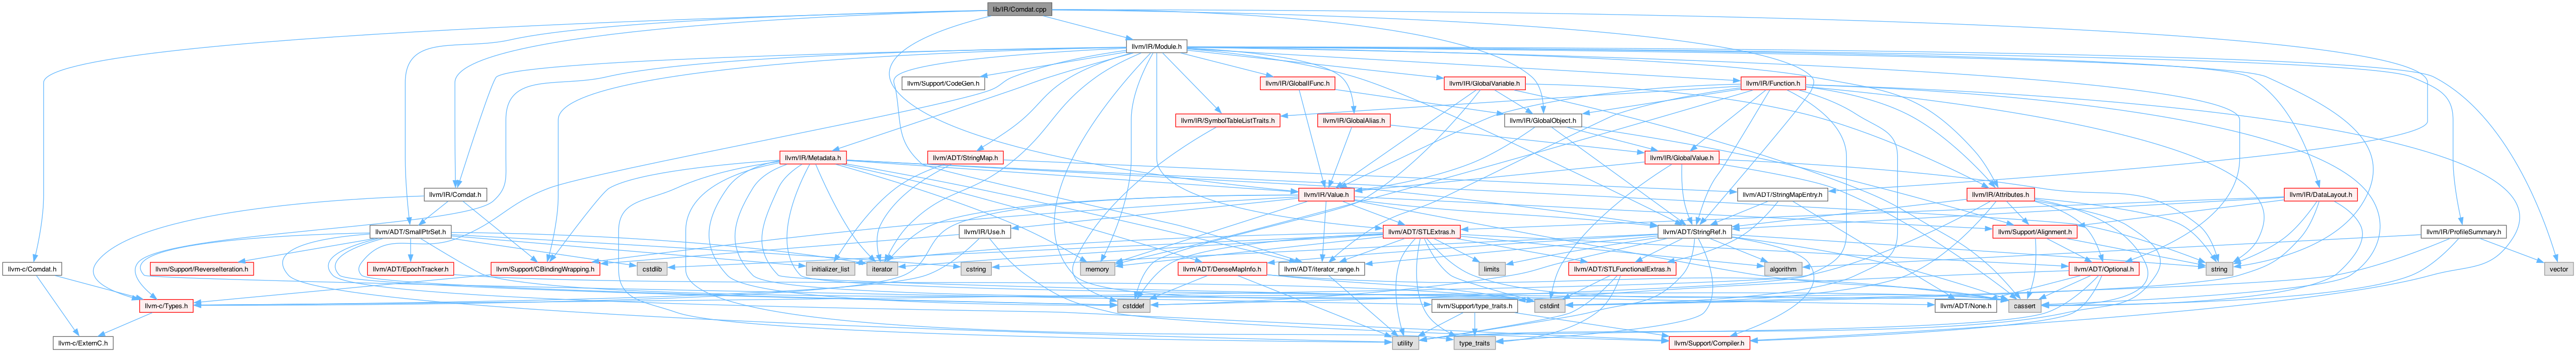 lib/IR/Comdat.cpp
llvm/IR/Module.h
llvm/Support/CodeGen.h
llvm/IR/GlobalIFunc.h
llvm/IR/GlobalVariable.h
llvm/IR/Function.h
llvm/IR/SymbolTableListTraits.h
llvm/IR/GlobalAlias.h
llvm/IR/GlobalObject.h
llvm/IR/Metadata.h
llvm/ADT/StringMap.h
llvm/IR/GlobalValue.h
llvm/IR/Comdat.h
llvm/IR/Value.h
llvm/ADT/StringMapEntry.h
llvm/IR/Attributes.h
llvm/IR/DataLayout.h
llvm/ADT/SmallPtrSet.h
llvm/IR/Use.h
llvm/ADT/STLExtras.h
llvm/ADT/StringRef.h
llvm/Support/Alignment.h
llvm/IR/ProfileSummary.h
llvm-c/Comdat.h
llvm/Support/ReverseIteration.h
llvm/ADT/EpochTracker.h
llvm/Support/CBindingWrapping.h
cstdlib
initializer_list
iterator
cstring
memory
llvm/ADT/DenseMapInfo.h
llvm/ADT/iterator_range.h
limits
llvm/ADT/STLFunctionalExtras.h
algorithm
llvm/ADT/Optional.h
string
vector
llvm-c/Types.h
cstddef
llvm/Support/type_traits.h
cstdint
llvm/ADT/None.h
cassert
llvm-c/ExternC.h
utility
type_traits
llvm/Support/Compiler.h